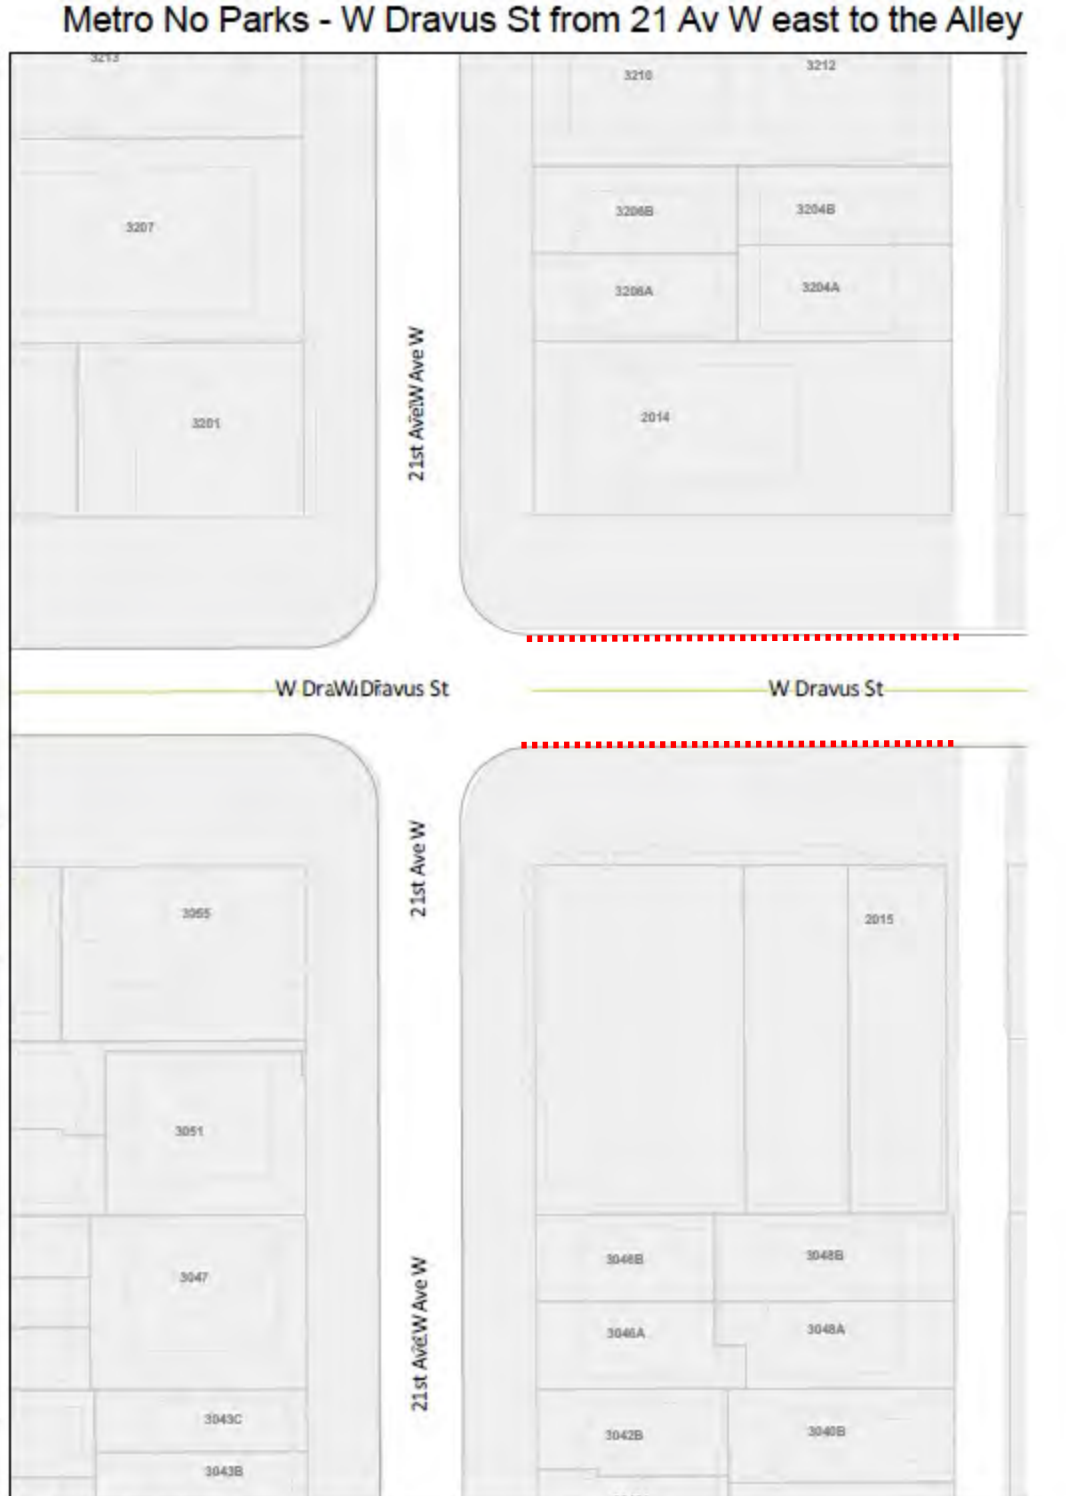 Metro No Parks - W Dravus St from 21 Av W east to the Alley
3213
3210
3212
3207
3206B
3204B
3206A
3204A
21st Ave W
3201
2014
W Dravus St
W Dravus St
21st Ave W
3055
2015
3051
3046B
3048B
3047
3046A
3048A
21st Ave W
3043C
3042B
3040B
3043B